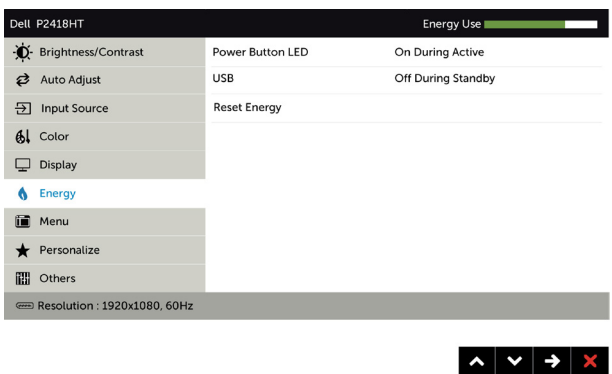 Dell P2418HT Energy Use
Brightness/Contrast Power Button LED On During Active
Auto Adjust USB Off During Standby
Input Source Reset Energy
Color
Display
Energy
Menu
Personalize
Others
Resolution : 1920x1080, 60Hz